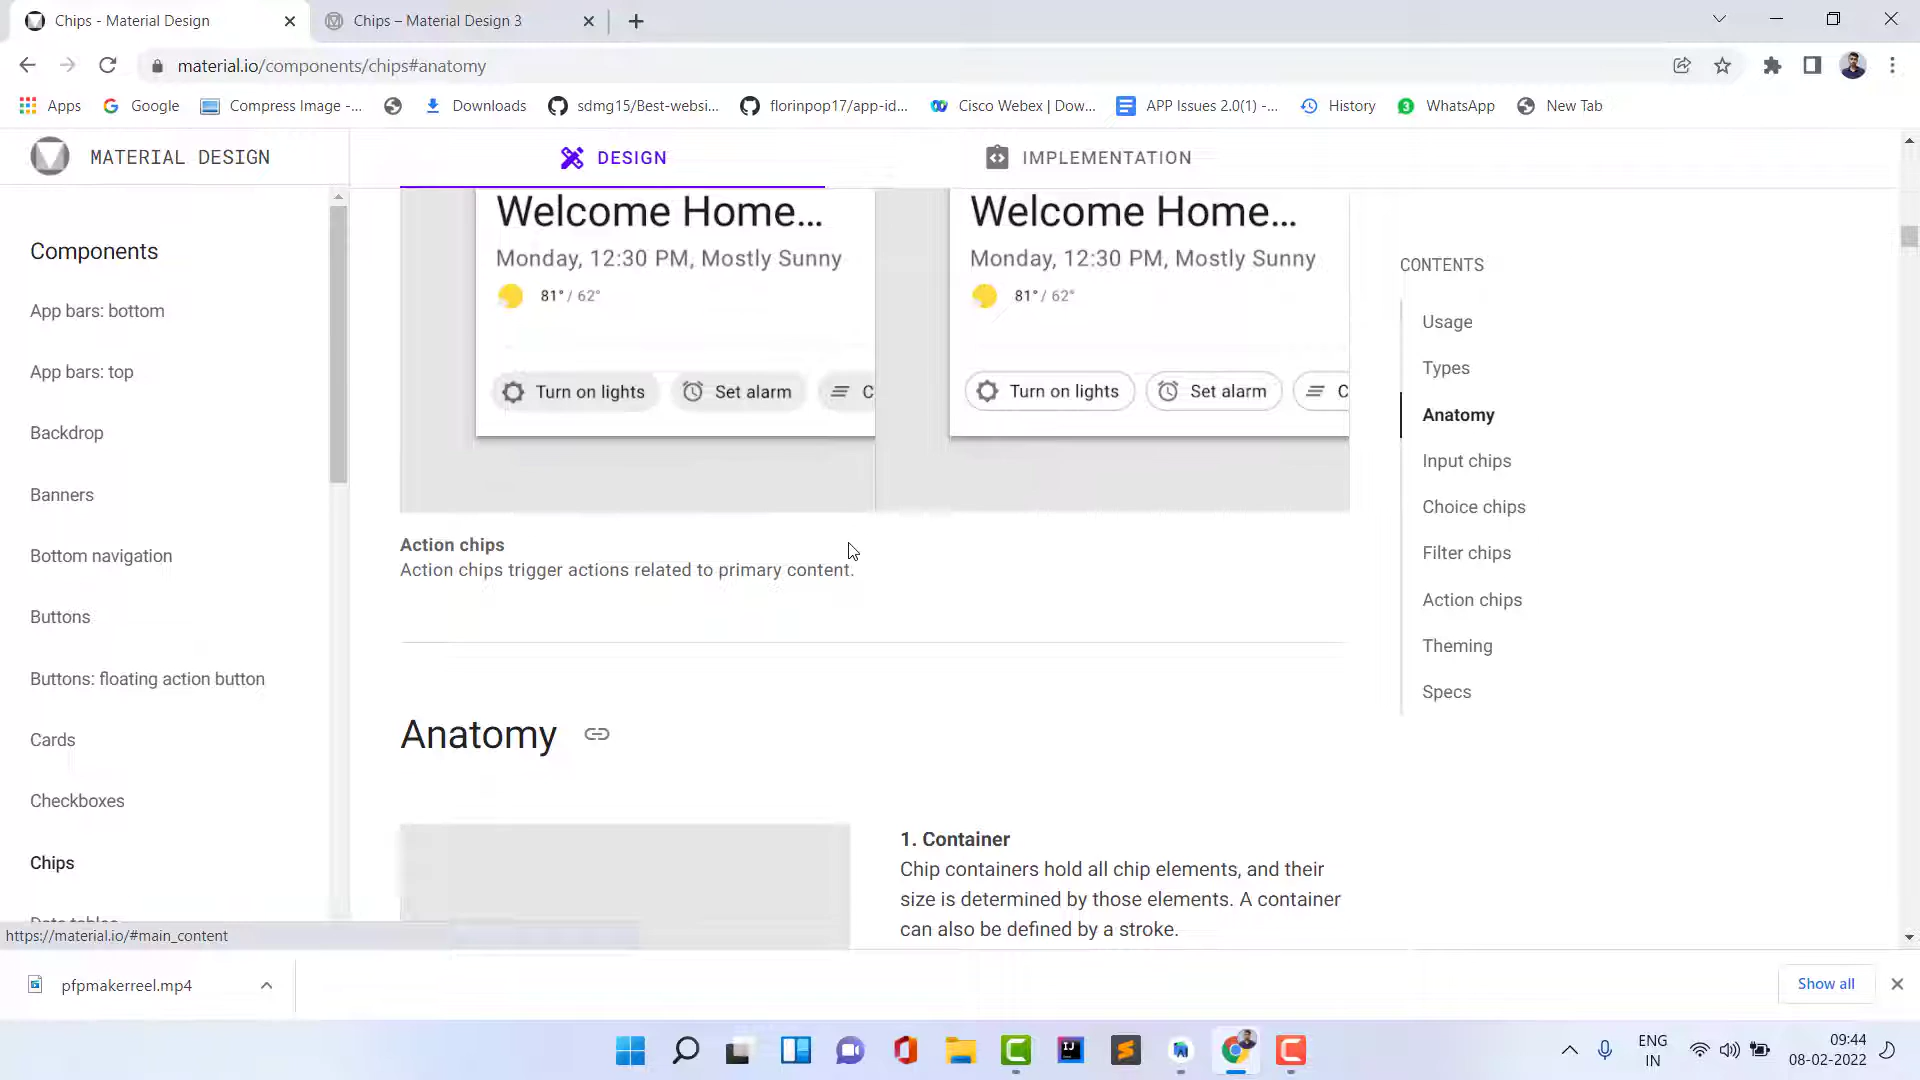 Chips - Material Design
Chips – Material Design 3
material.io/components/chips#anatomy
Apps
Google
Compress Image -...
Downloads
sdmg15/Best-websi...
florinpop17/app-id...
Cisco Webex | Dow...
APP Issues 2.0(1) -...
History
3
WhatsApp
New Tab
MATERIAL DESIGN
DESIGN
IMPLEMENTATION
Components
App bars: bottom
App bars: top
Backdrop
Banners
Bottom navigation
Buttons
Buttons: floating action button
Cards
Checkboxes
Chips
Data tables
https://material.io/#main_content
Welcome Home...
Monday, 12:30 PM, Mostly Sunny
81° / 62°
Turn on lights
Set alarm
C
Welcome Home...
Monday, 12:30 PM, Mostly Sunny
81° / 62°
Turn on lights
Set alarm
C
Action chips
Action chips trigger actions related to primary content.
Anatomy
1. Container
Chip containers hold all chip elements, and their
size is determined by those elements. A container
can also be defined by a stroke.
CONTENTS
Usage
Types
Anatomy
Input chips
Choice chips
Filter chips
Action chips
Theming
Specs
pfpmakerreel.mp4
Show all
ENG
IN
09:44
08-02-2022